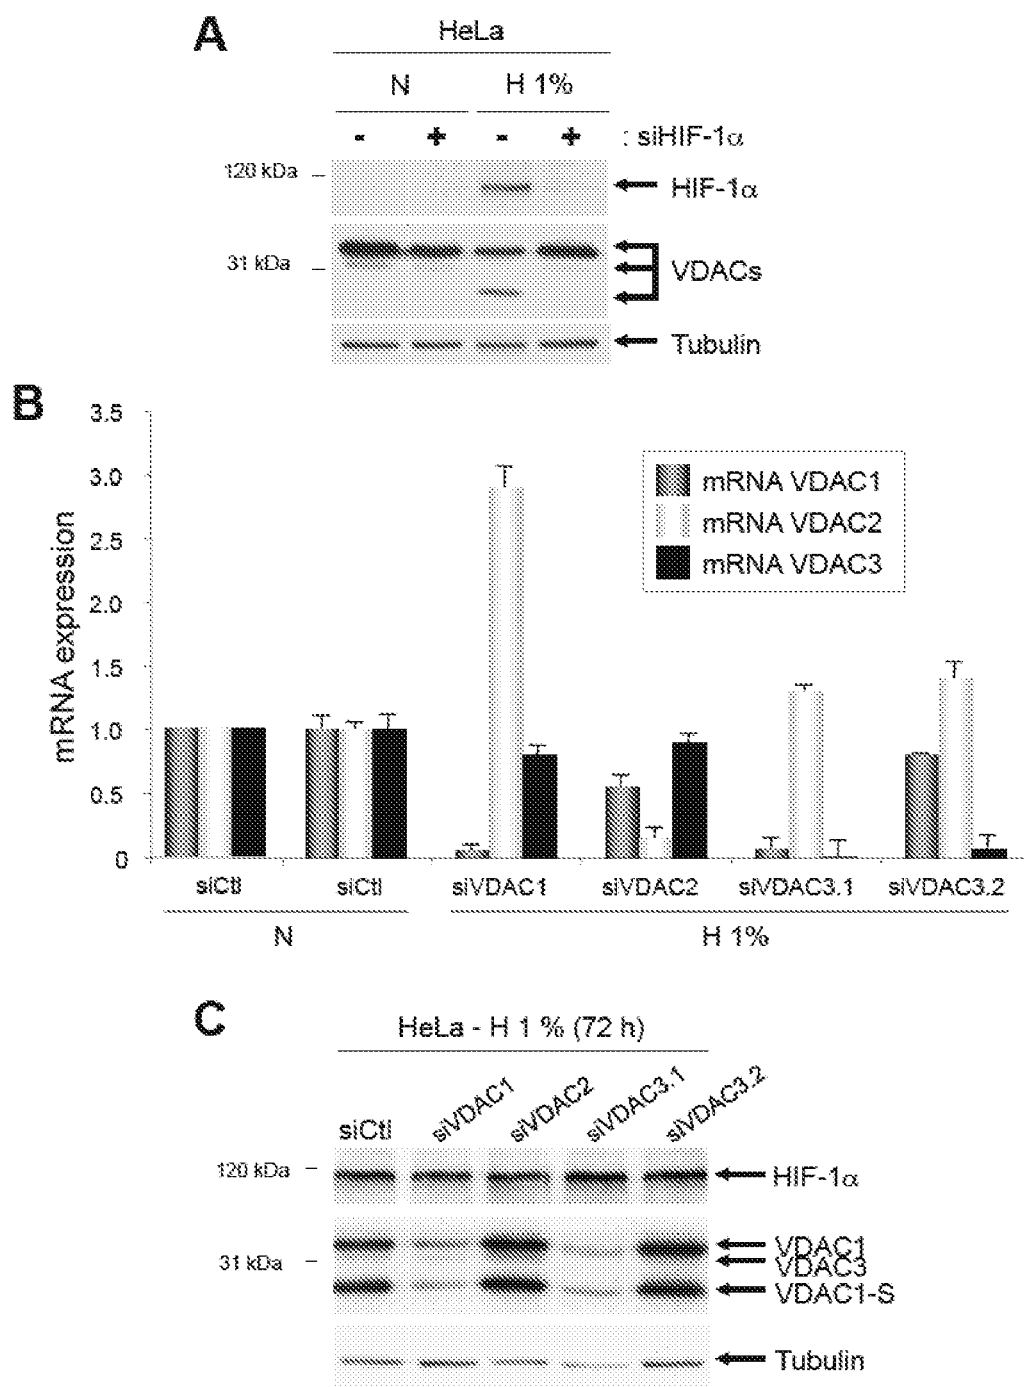 A
HeLa
N H 1%
- + - + : siHIF-1α
120 kDa
HIF-1α
31 kDa
VDACs
Tubulin
B
mRNA expression
3.5
3.0
2.5
2.0
1.5
1.0
0.5
0
mRNA VDAC1
mRNA VDAC2
mRNA VDAC3
siCtl siCtl siVDAC1 siVDAC2 siVDAC3.1 siVDAC3.2
N H 1%
C
HeLa - H 1 % (72 h)
siCtl siVDAC1 siVDAC2 siVDAC3.1 siVDAC3.2
120 kDa
HIF-1α
VDAC1
31 kDa
VDAC3
VDAC1-S
Tubulin